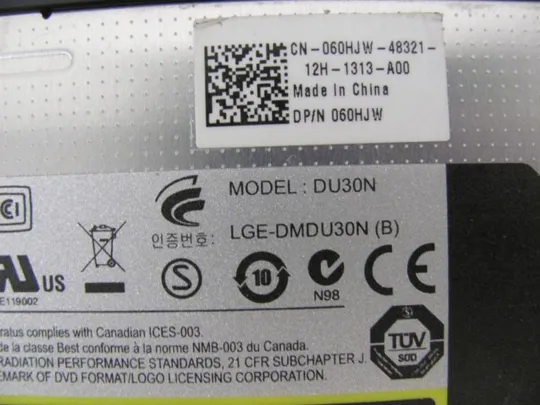 CN-060HJW-48321-
12H-1313-A00
Made in China
DP/N 060HJW
MODEL : DU30N
인증번호: LGE-DMDU30N (B)
CI
US
E119002
S
10
N98
CE
TÜV
SÜD
ratus complies with Canadian ICES-003.
de la classe Best conforme à la norme NMB-003 du Canada.
RADIATION PERFORMANCE STANDARDS, 21 CFR SUBCHAPTER J.
EMARK OF DVD FORMAT/LOGO LICENSING CORPORATION.